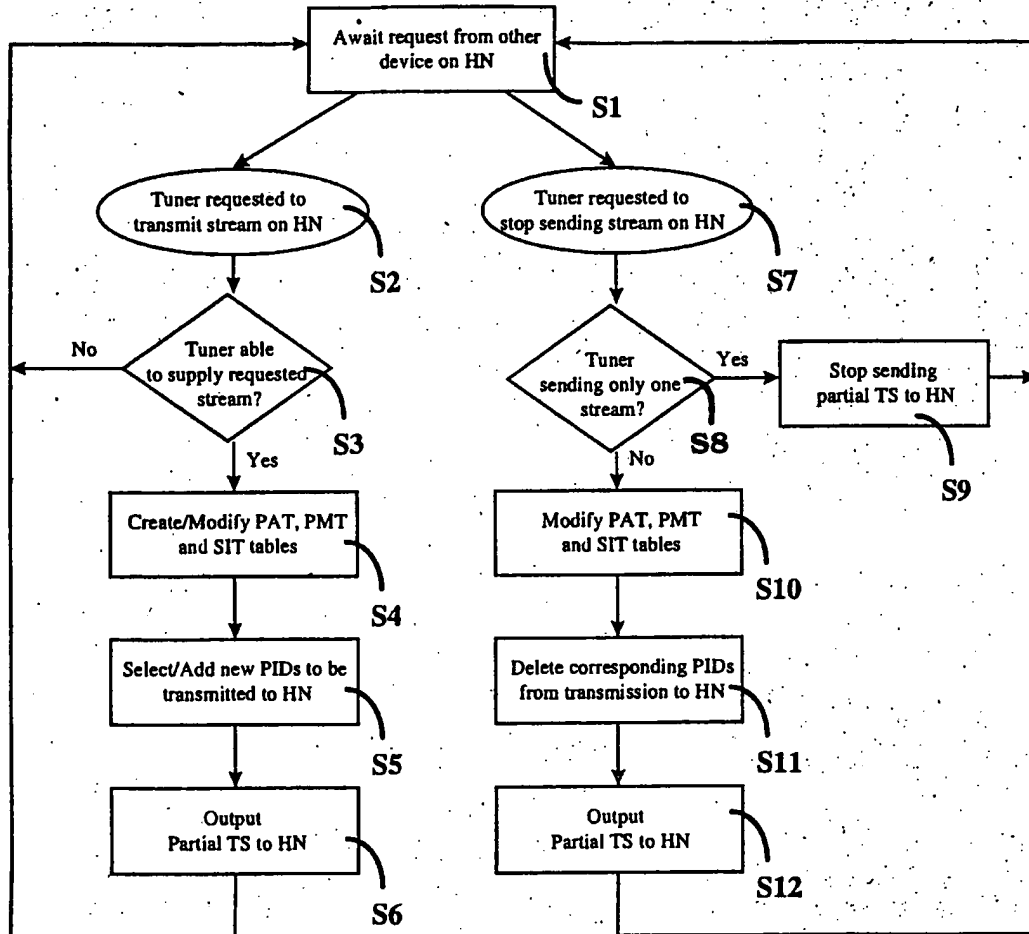 Await request from other
device on HN
S1
Tuner requested to
transmit stream on HN
S2
Tuner requested to
stop sending stream on HN
S7
No
Tuner able
to supply requested
stream?
S3
Yes
Tuner
sending only one
stream?
S8
Yes
No
Stop sending
partial TS to HN
S9
Create/Modify PAT, PMT
and SIT tables
S4
Modify PAT, PMT
and SIT tables
S10
Select/Add new PIDs to be
transmitted to HN
S5
Delete corresponding PIDs
from transmission to HN
S11
Output
Partial TS to HN
S6
Output
Partial TS to HN
S12